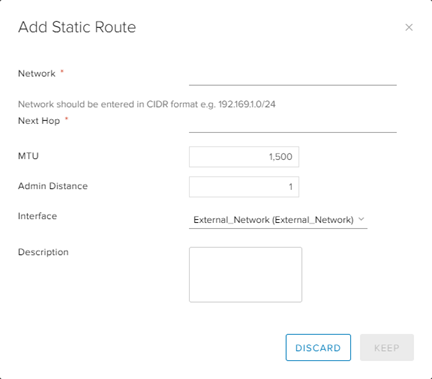 Add Static Route ×
Network *
Network should be entered in CIDR format e.g. 192.169.1.0/24
Next Hop *
MTU 1,500
Admin Distance 1
Interface External_Network (External_Network)
Description
DISCARD KEEP